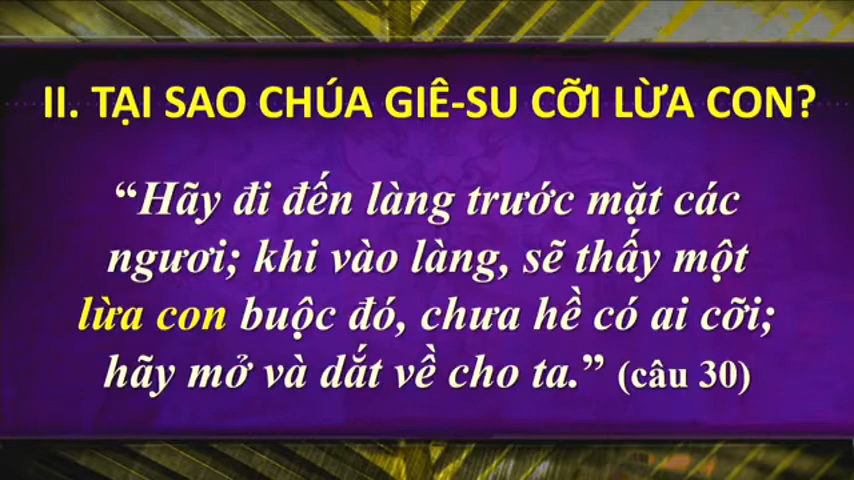 II. TẠI SAO CHÚA GIÊ-SU CỠI LỪA CON?
“Hãy đi đến làng trước mặt các
ngươi; khi vào làng, sẽ thấy một
lừa con buộc đó, chưa hề có ai cỡi;
hãy mở và dắt về cho ta.” (câu 30)